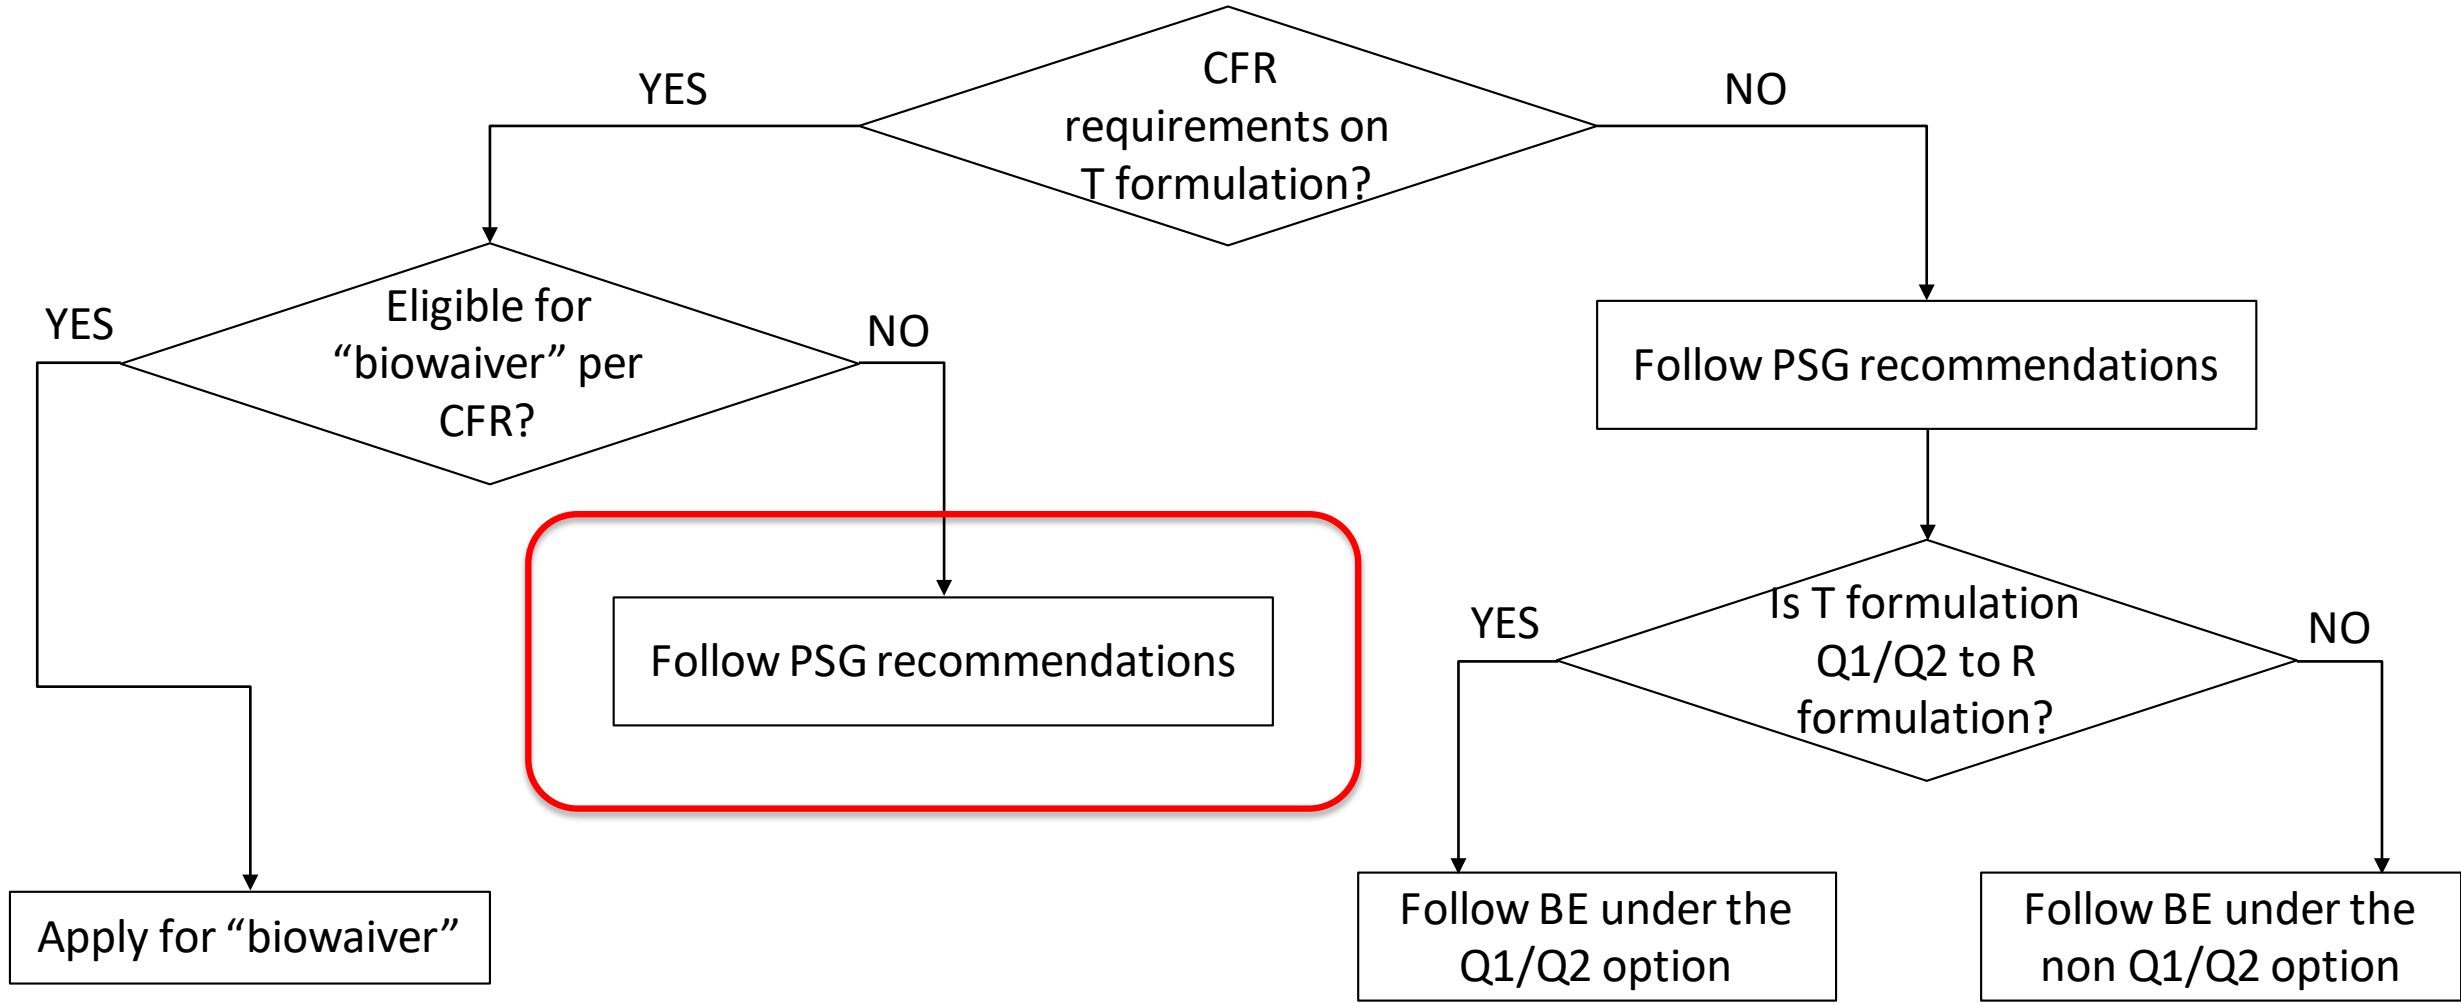 CFR
requirements on
T formulation?
YES
NO
Eligible for
“biowaiver” per
CFR?
YES
NO
Follow PSG recommendations
Follow PSG recommendations
Is T formulation
Q1/Q2 to R
formulation?
YES
NO
Apply for “biowaiver”
Follow BE under the
Q1/Q2 option
Follow BE under the
non Q1/Q2 option